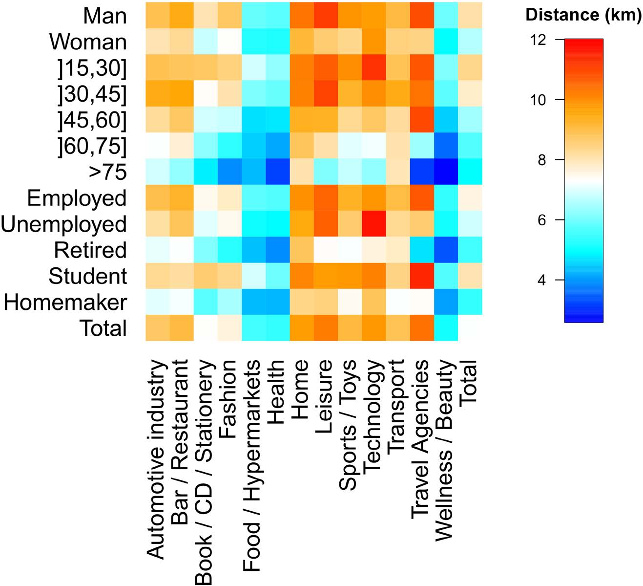 Man
Woman
]15,30]
]30,45]
]45,60]
]60,75]
>75
Employed
Unemployed
Retired
Student
Homemaker
Total
Automotive industry
Bar / Restaurant
Book / CD / Stationery
Fashion
Food / Hypermarkets
Health
Home
Leisure
Sports / Toys
Technology
Transport
Travel Agencies
Wellness / Beauty
Total
Distance (km)
12
10
8
6
4